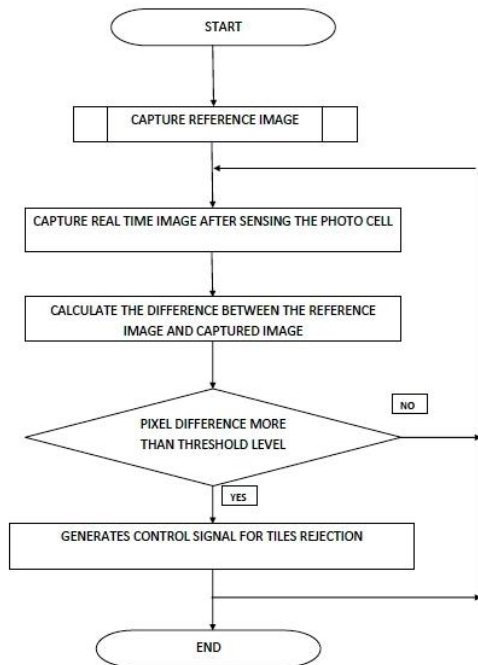 START
CAPTURE REFERENCE IMAGE
CAPTURE REAL TIME IMAGE AFTER SENSING THE PHOTO CELL
CALCULATE THE DIFFERENCE BETWEEN THE REFERENCE
IMAGE AND CAPTURED IMAGE
NO
PIXEL DIFFERENCE MORE
THAN THRESHOLD LEVEL
YES
GENERATES CONTROL SIGNAL FOR TILES REJECTION
END